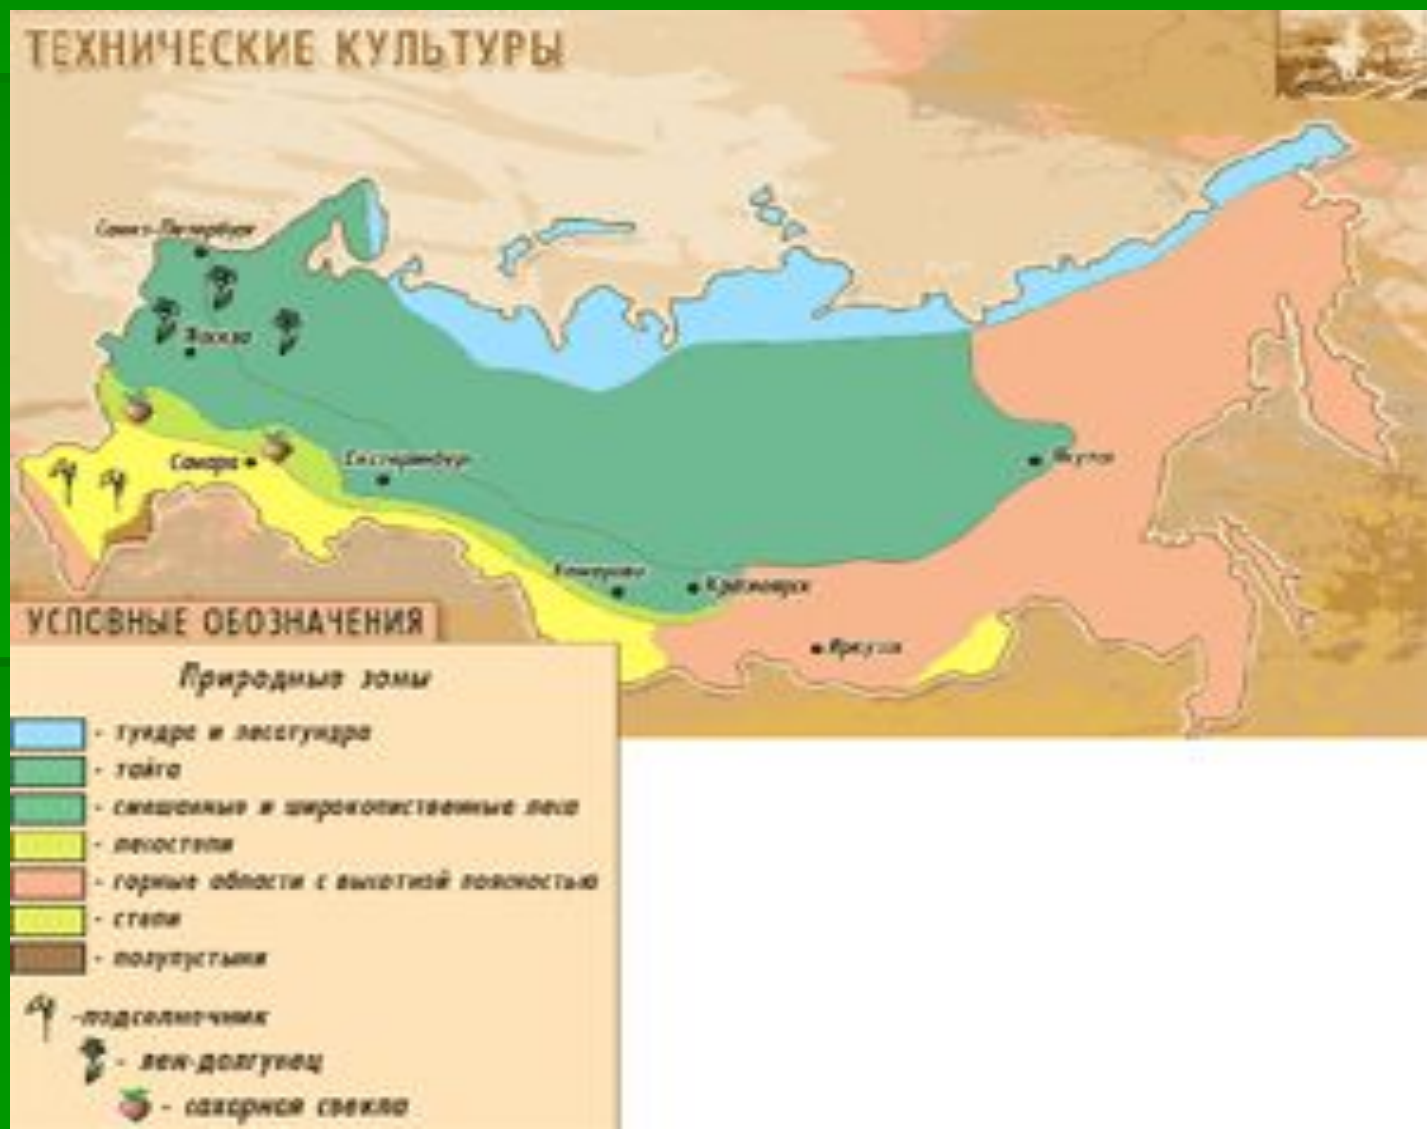 ТЕХНИЧЕСКИЕ КУЛЬТУРЫ
Санкт-Петербург
Москва
Самара
Екатеринбург
Якутск
Кемерово
Красноярск
Иркутск
УСЛОВНЫЕ ОБОЗНАЧЕНИЯ
Природные зоны
- тундра и лесотундра
- тайга
- смешанные и широколиственные леса
- лесостепи
- горные области с высотной поясностью
- степи
- полупустыни
-подсолночник
- лен-долгунец
- сахарная свекла